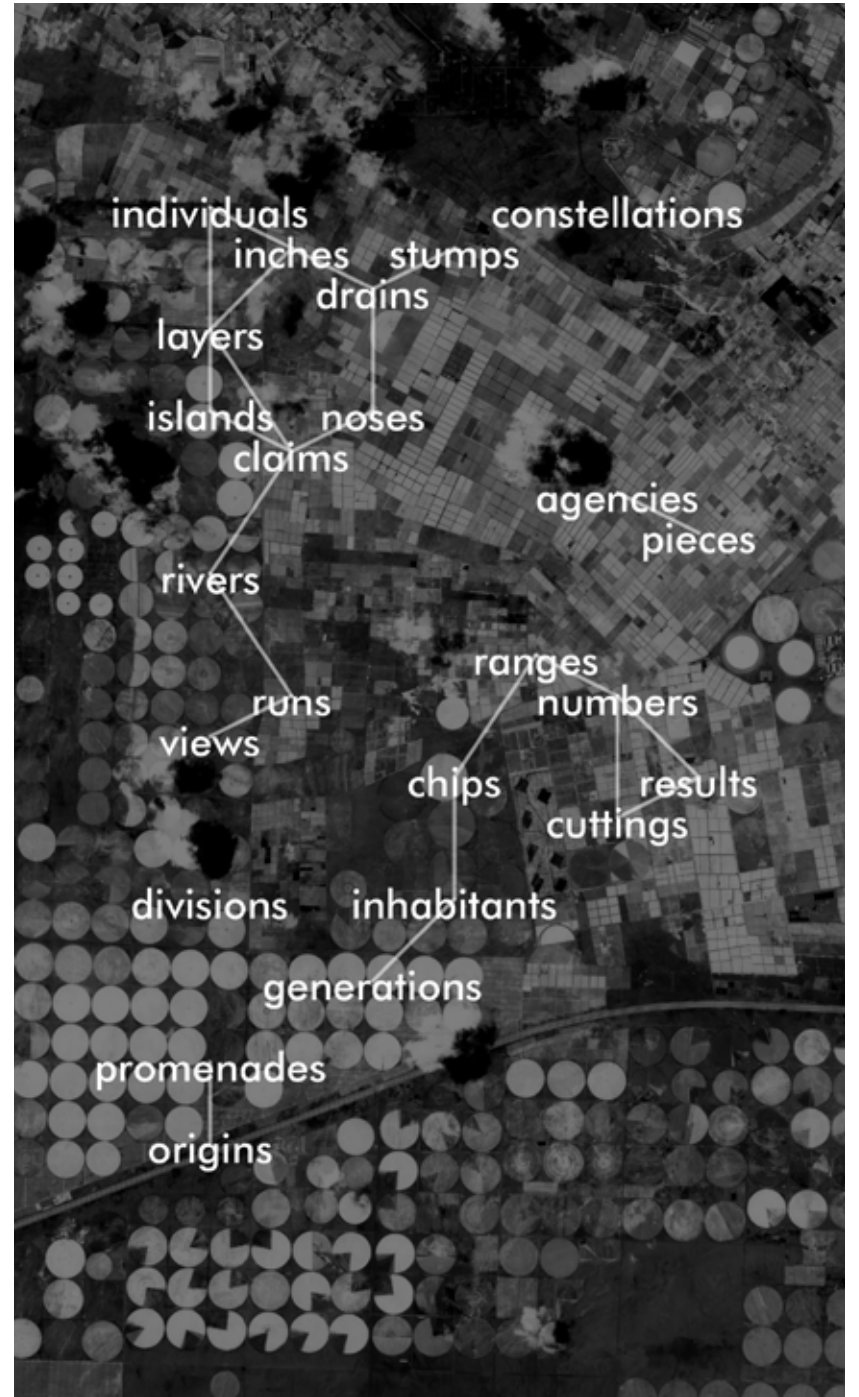 individuals constellations
inches stumps
drains
layers
islands noses
claims
agencies
pieces
rivers
ranges
runs numbers
views
chips results
cuttings
divisions inhabitants
generations
promenades
origins